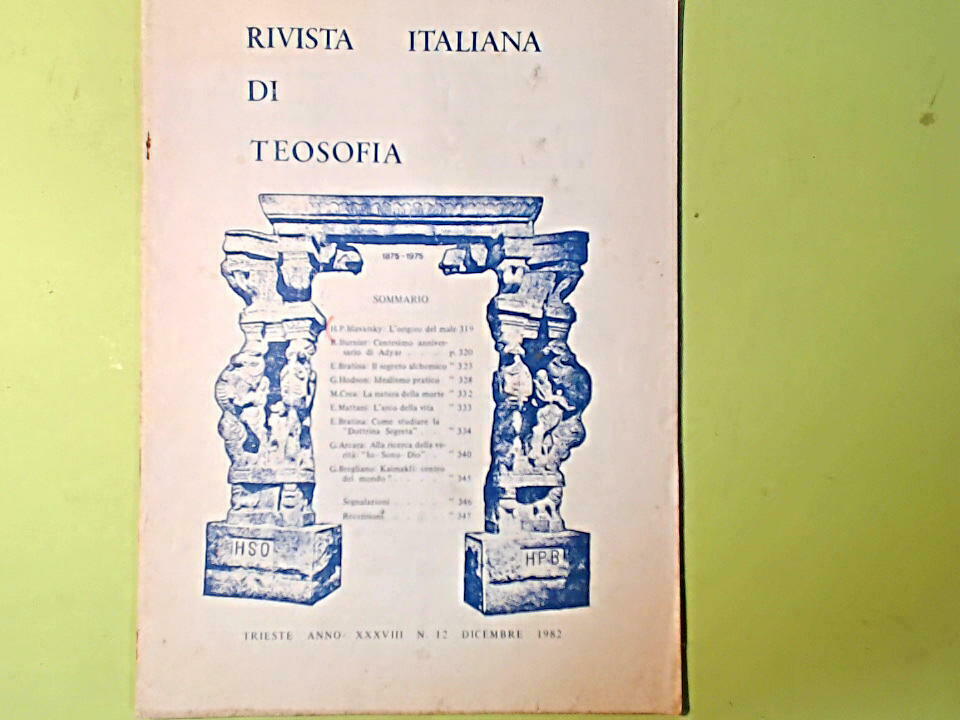 RIVISTA ITALIANA
DI
TEOSOFIA
1875-1975
SOMMARIO
H.P.Blavatsky: L'origine del male 319
R.Burnier: Centesimo anniver-
sario di Adyar . . . . . p. 320
E.Bratina: Il segreto alchemico " 323
G.Hodson: Idealismo pratico " 328
M.Crea: La natura della morte " 332
E.Mattani: L'arco della vita " 333
E.Bratina: Come studiare la
"Dottrina Segreta" . . . " 334
G.Arcara: Alla ricerca della ve-
rità: "Io Sono Dio" . . " 340
G.Bregliano: centro
del mondo" . . . . . " 345
Segnalazioni . . . . . " 346
Recensioni . . . . . " 347
HSO
HPB
TRIESTE ANNO· XXXVIII N. 12 DICEMBRE 1982